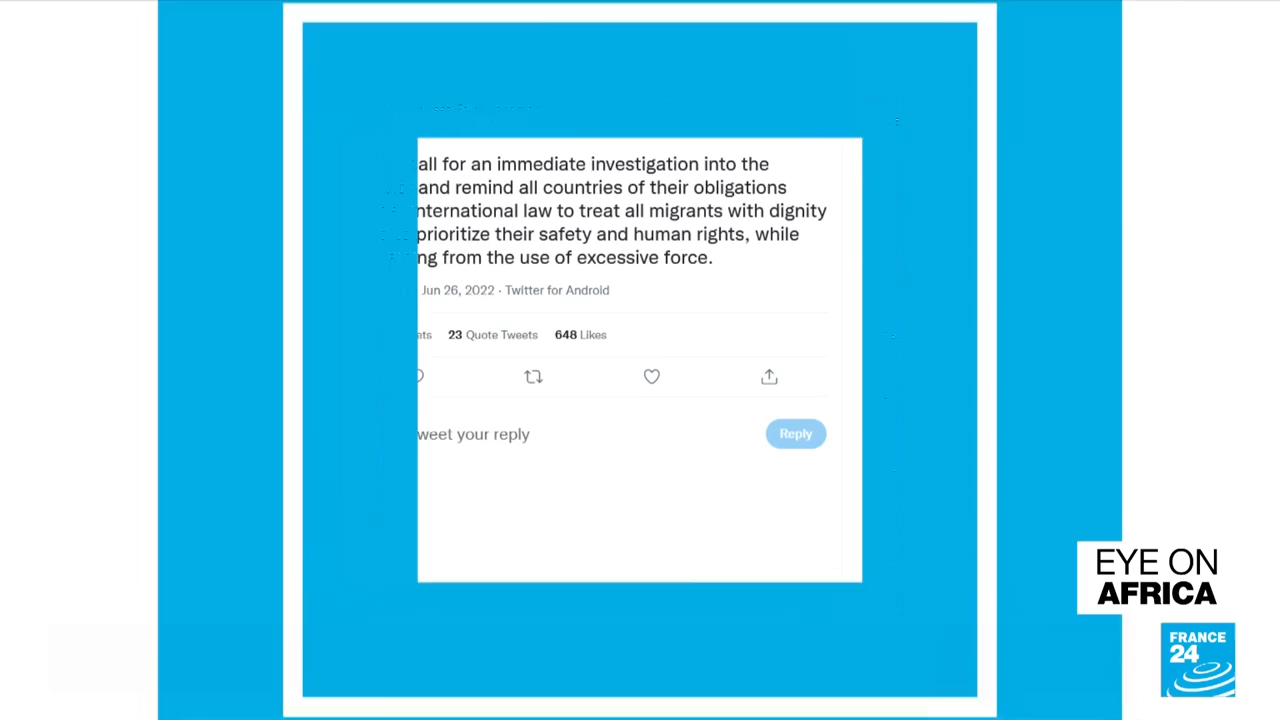 all for an immediate investigation into the
and remind all countries of their obligations
nternational law to treat all migrants with dignity
prioritize their safety and human rights, while
ng from the use of excessive force.
Jun 26, 2022 · Twitter for Android
ts 23 Quote Tweets 648 Likes
weet your reply
Reply
EYE ON
AFRICA
FRANCE
24